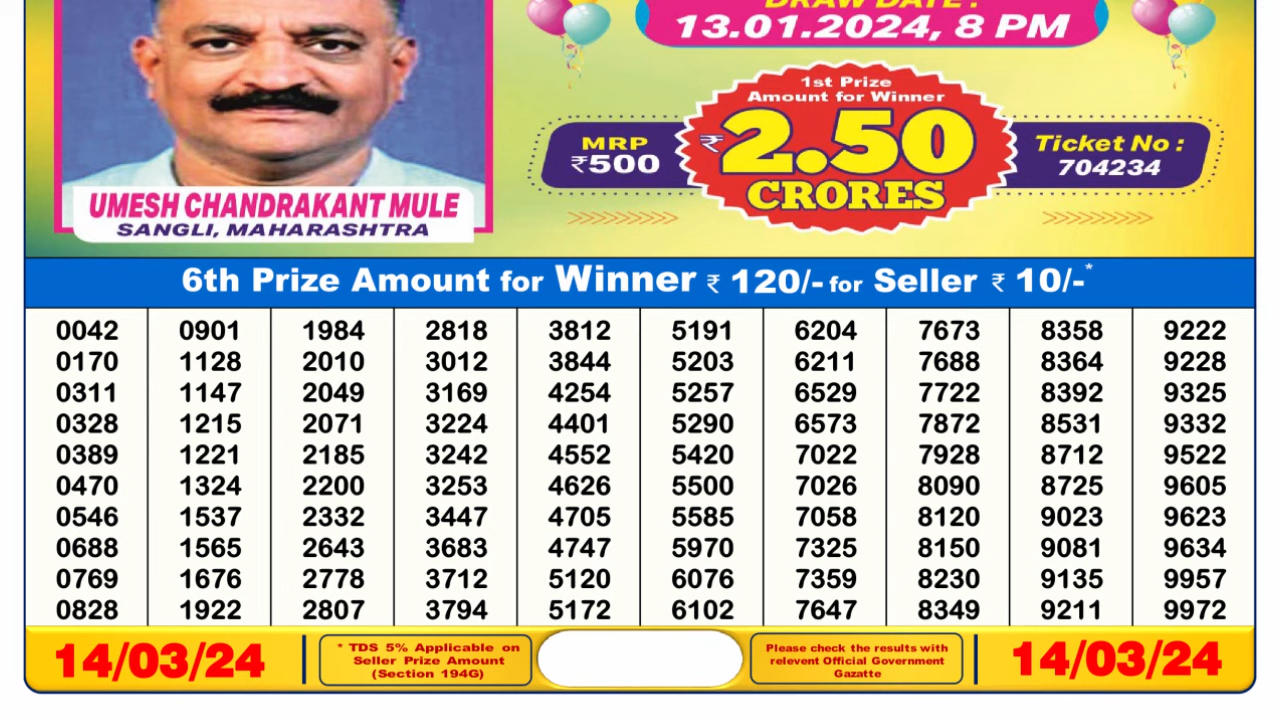 DRAW DATE :
13.01.2024, 8 PM
1st Prize
Amount for Winner
MRP
₹500
₹2.50
CRORES
Ticket No :
704234
UMESH CHANDRAKANT MULE
SANGLI, MAHARASHTRA
6th Prize Amount for Winner ₹ 120/- for Seller ₹ 10/-*
0042 0901 1984 2818 3812 5191 6204 7673 8358 9222
0170 1128 2010 3012 3844 5203 6211 7688 8364 9228
0311 1147 2049 3169 4254 5257 6529 7722 8392 9325
0328 1215 2071 3224 4401 5290 6573 7872 8531 9332
0389 1221 2185 3242 4552 5420 7022 7928 8712 9522
0470 1324 2200 3253 4626 5500 7026 8090 8725 9605
0546 1537 2332 3447 4705 5585 7058 8120 9023 9623
0688 1565 2643 3683 4747 5970 7325 8150 9081 9634
0769 1676 2778 3712 5120 6076 7359 8230 9135 9957
0828 1922 2807 3794 5172 6102 7647 8349 9211 9972
14/03/24
* TDS 5% Applicable on
Seller Prize Amount
(Section 194G)
Please check the results with
relevent Official Government
Gazatte
14/03/24